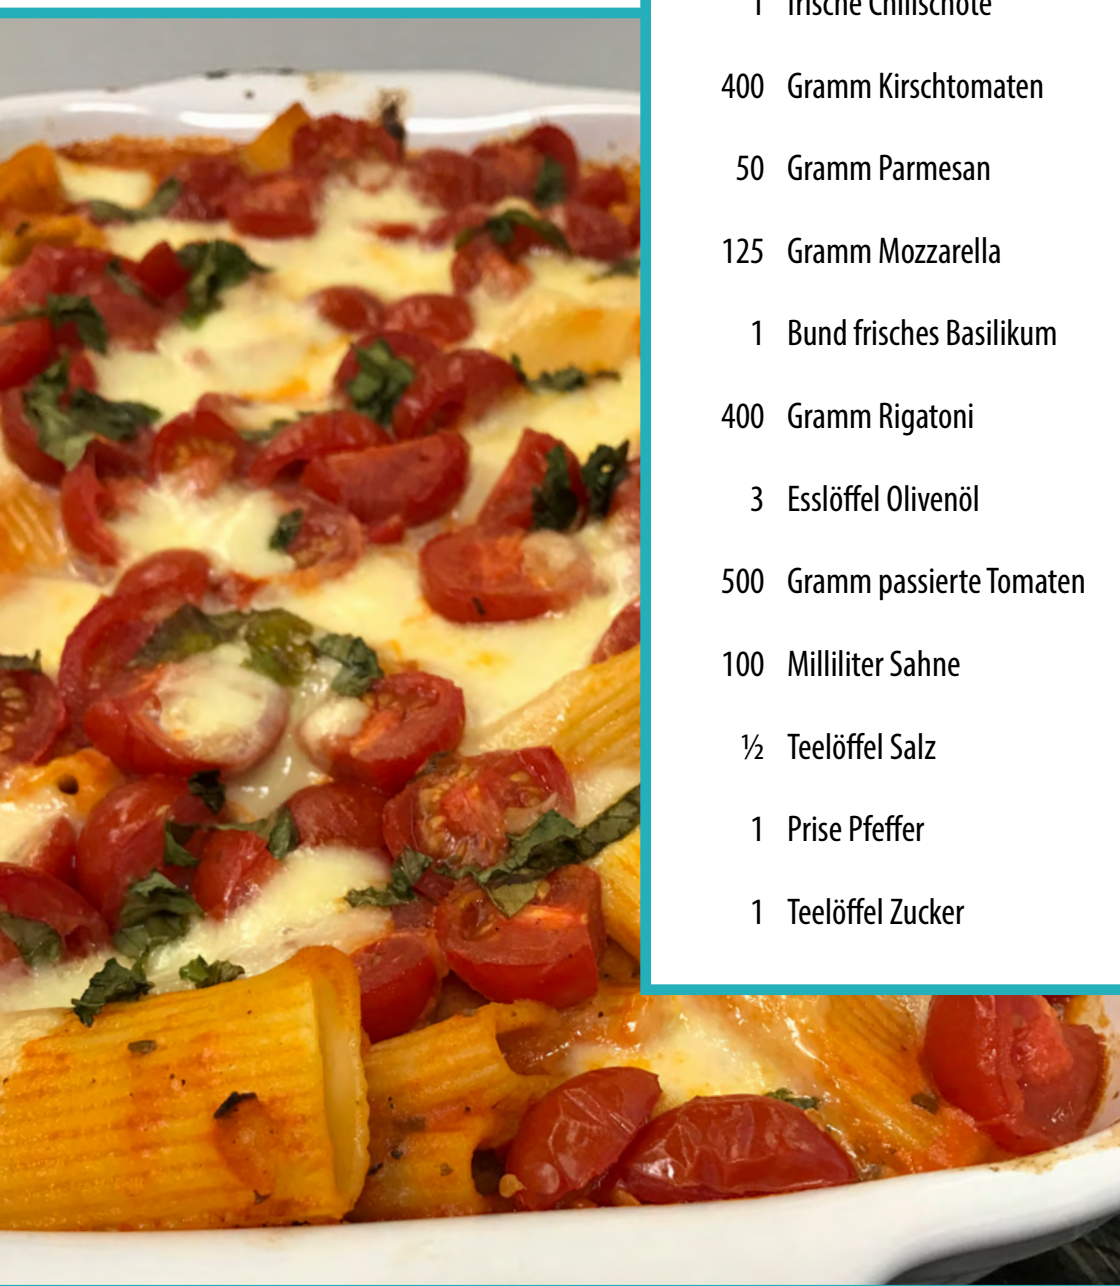 1 frische Chilischote
400 Gramm Kirschtomaten
50 Gramm Parmesan
125 Gramm Mozzarella
1 Bund frisches Basilikum
400 Gramm Rigatoni
3 Esslöffel Olivenöl
500 Gramm passierte Tomaten
100 Milliliter Sahne
½ Teelöffel Salz
1 Prise Pfeffer
1 Teelöffel Zucker